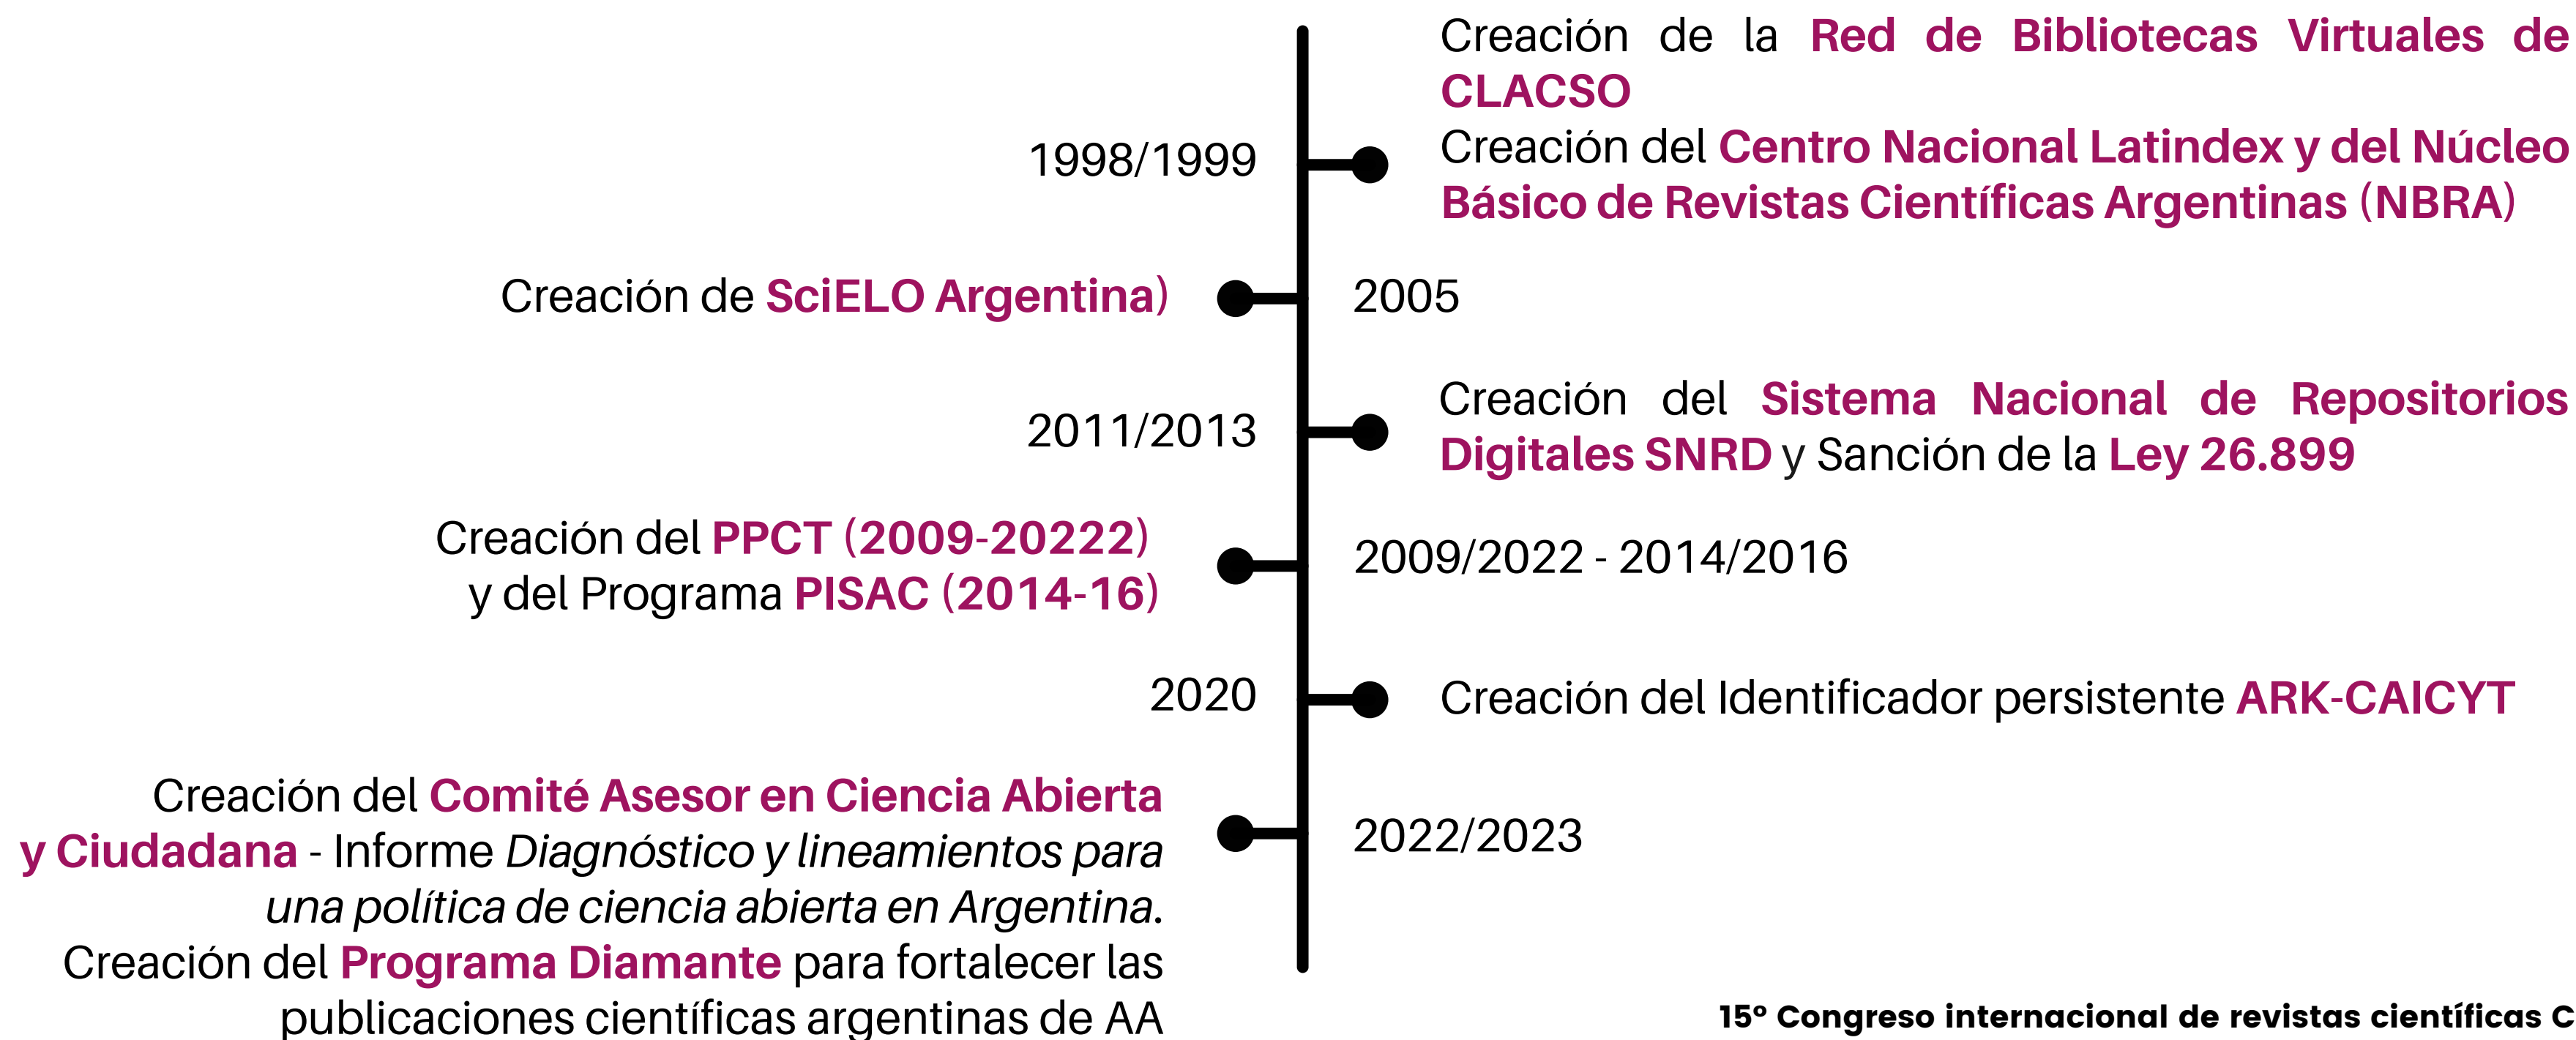 Creación de la Red de Bibliotecas Virtuales de
CLACSO
1998/1999
Creación del Centro Nacional Latindex y del Núcleo
Básico de Revistas Científicas Argentinas (NBRA)
Creación de SciELO Argentina)
2005
2011/2013
Creación del Sistema Nacional de Repositorios
Digitales SNRD y Sanción de la Ley 26.899
Creación del PPCT (2009-20222)
y del Programa PISAC (2014-16)
2009/2022 - 2014/2016
2020
Creación del Identificador persistente ARK-CAICYT
Creación del Comité Asesor en Ciencia Abierta
y Ciudadana - Informe Diagnóstico y lineamientos para
una política de ciencia abierta en Argentina.
Creación del Programa Diamante para fortalecer las
publicaciones científicas argentinas de AA
2022/2023
15° Congreso internacional de revistas científicas C